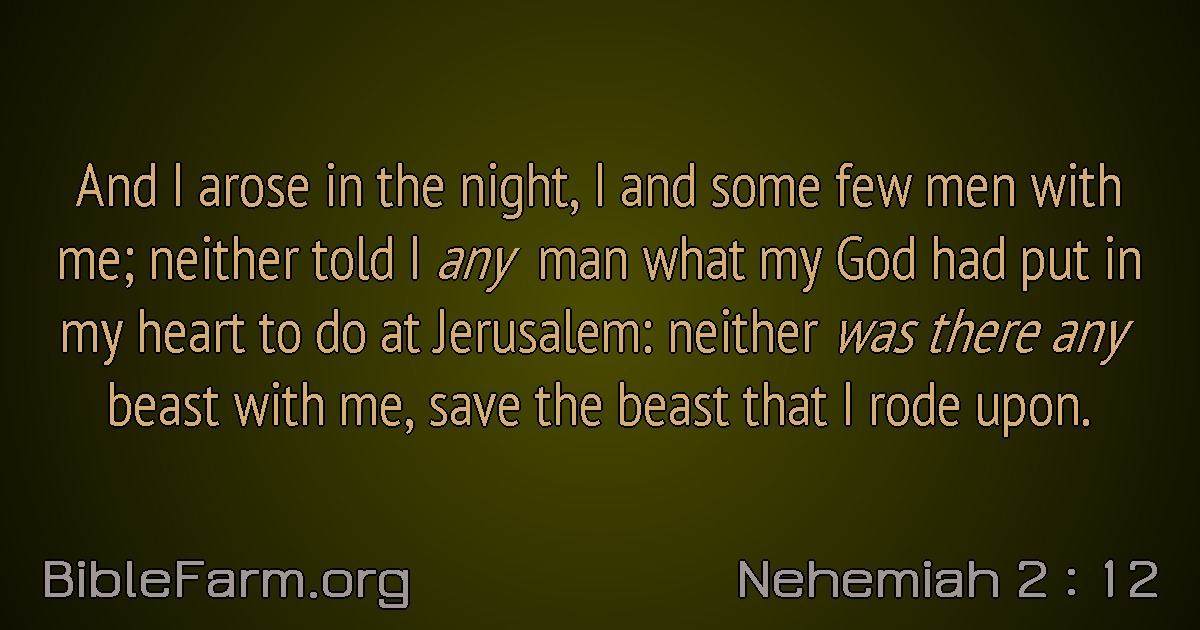 And I arose in the night, I and some few men with
me; neither told I any man what my God had put in
my heart to do at Jerusalem: neither was there any
beast with me, save the beast that I rode upon.
BibleFarm.org
Nehemiah 2 : 12